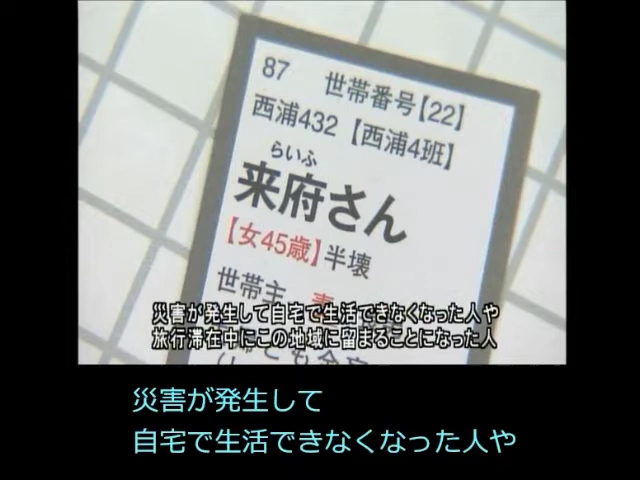 87 世帯番号【22】
西浦432【西浦4班】
らいふ
来府さん
【女45歳】半壊
世帯主
災害が発生して自宅で生活できなくなった人や
旅行滞在中にこの地域に留まることになった人
災害が発生して
自宅で生活できなくなった人や